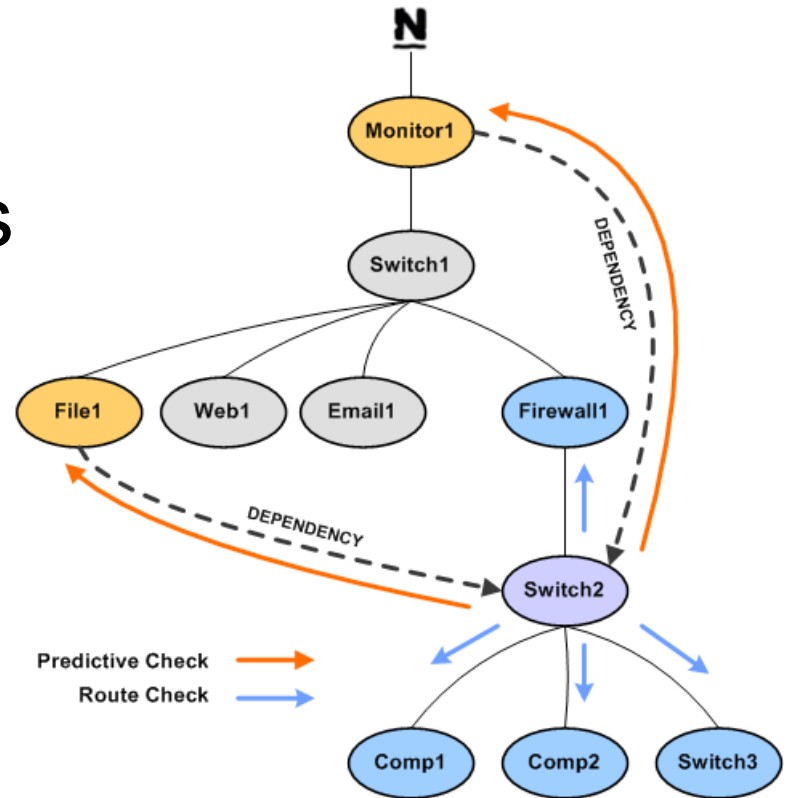 N
Monitor1
s
DEPENDENCY
Switch1
File1
Web1
Email1
Firewall1
DEPENDENCY
Switch2
Predictive Check
Route Check
Comp1
Comp2
Switch3